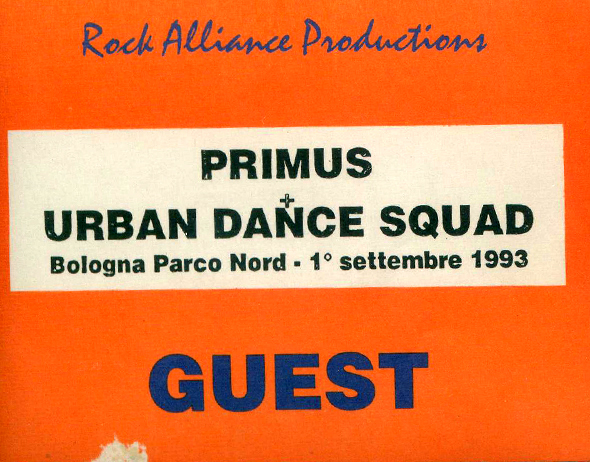 Rock Alliance Productions
PRIMUS
+
URBAN DANCE SQUAD
Bologna Parco Nord - 1° settembre 1993
GUEST